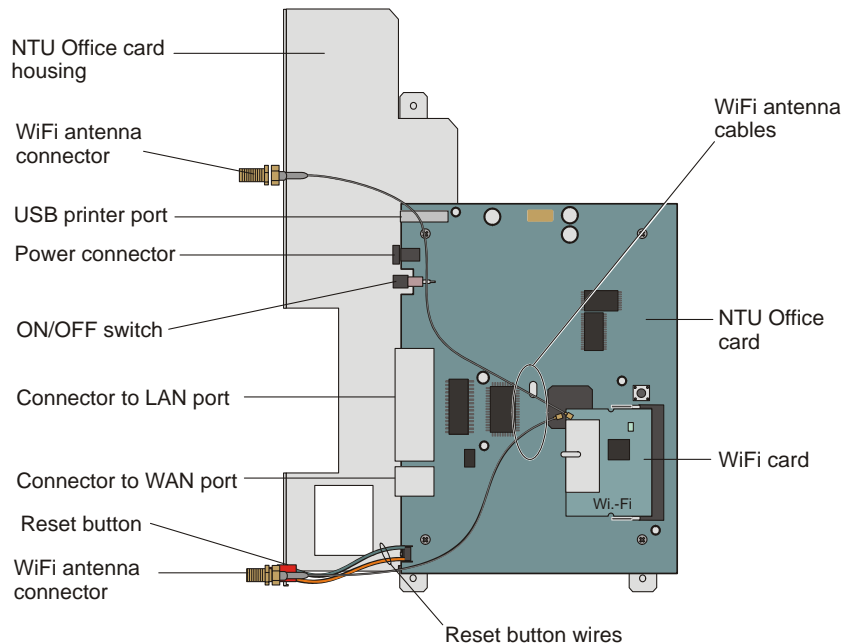 NTU Office card
housing
WiFi antenna
connector
USB printer port
Power connector
ON/OFF switch
Connector to LAN port
Connector to WAN port
Reset button
WiFi antenna
connector
WiFi antenna
cables
NTU Office
card
WiFi card
Wi.-Fi
Reset button wires